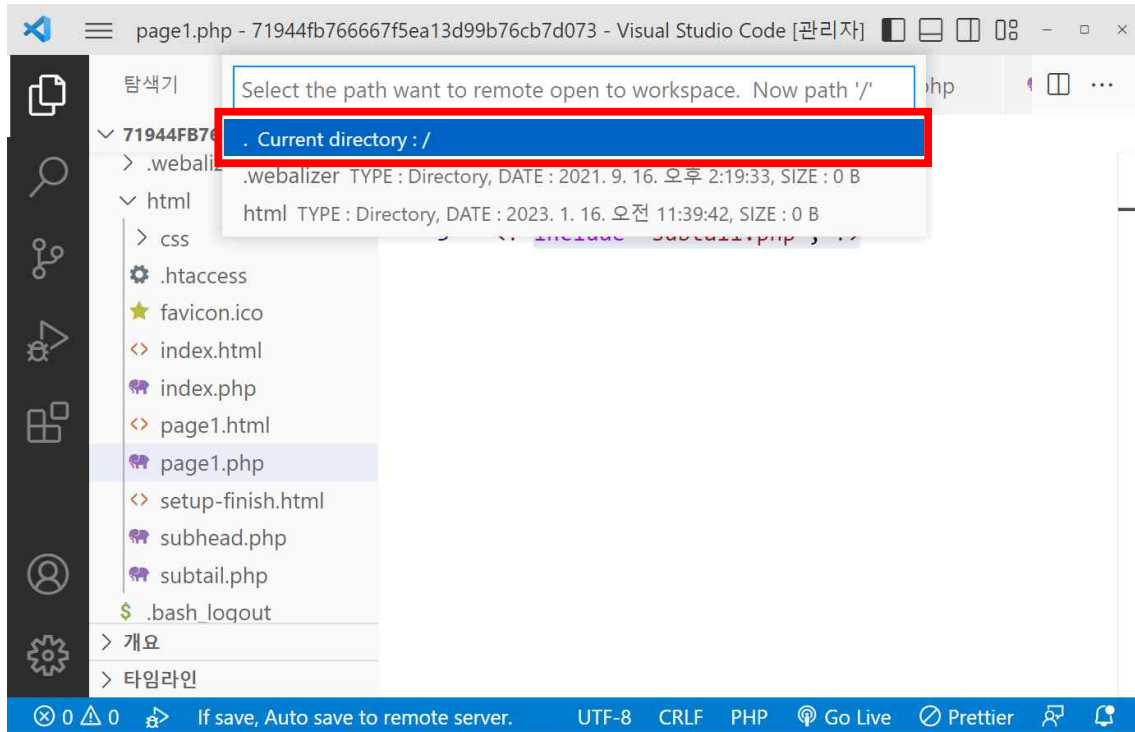 page1.php - 71944fb766667f5ea13d99b76cb7d073 - Visual Studio Code [관리자]
탐색기
Select the path want to remote open to workspace. Now path '/'
. Current directory : /
.webalizer TYPE : Directory, DATE : 2021. 9. 16. 오후 2:19:33, SIZE : 0 B
html TYPE : Directory, DATE : 2023. 1. 16. 오전 11:39:42, SIZE : 0 B
71944FB76
.webaliz
html
css
.htaccess
favicon.ico
index.html
index.php
page1.html
page1.php
setup-finish.html
subhead.php
subtail.php
$ .bash_logout
개요
타임라인
0 0 If save, Auto save to remote server. UTF-8 CRLF PHP Go Live Prettier